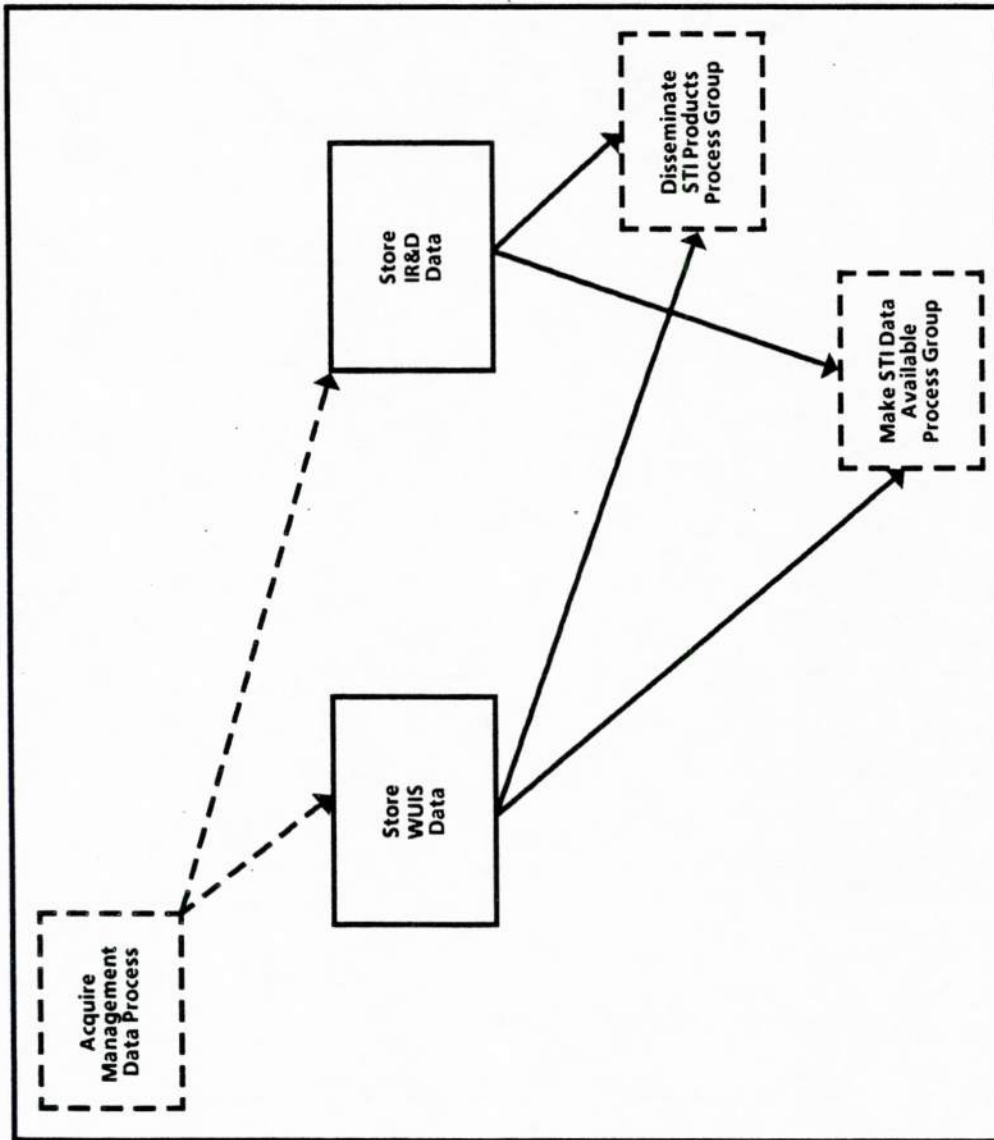 Acquire
Management
Data Process
Store
WUIS
Data
Store
IR&D
Data
Make STI Data
Available
Process Group
Disseminate
STI Products
Process Group